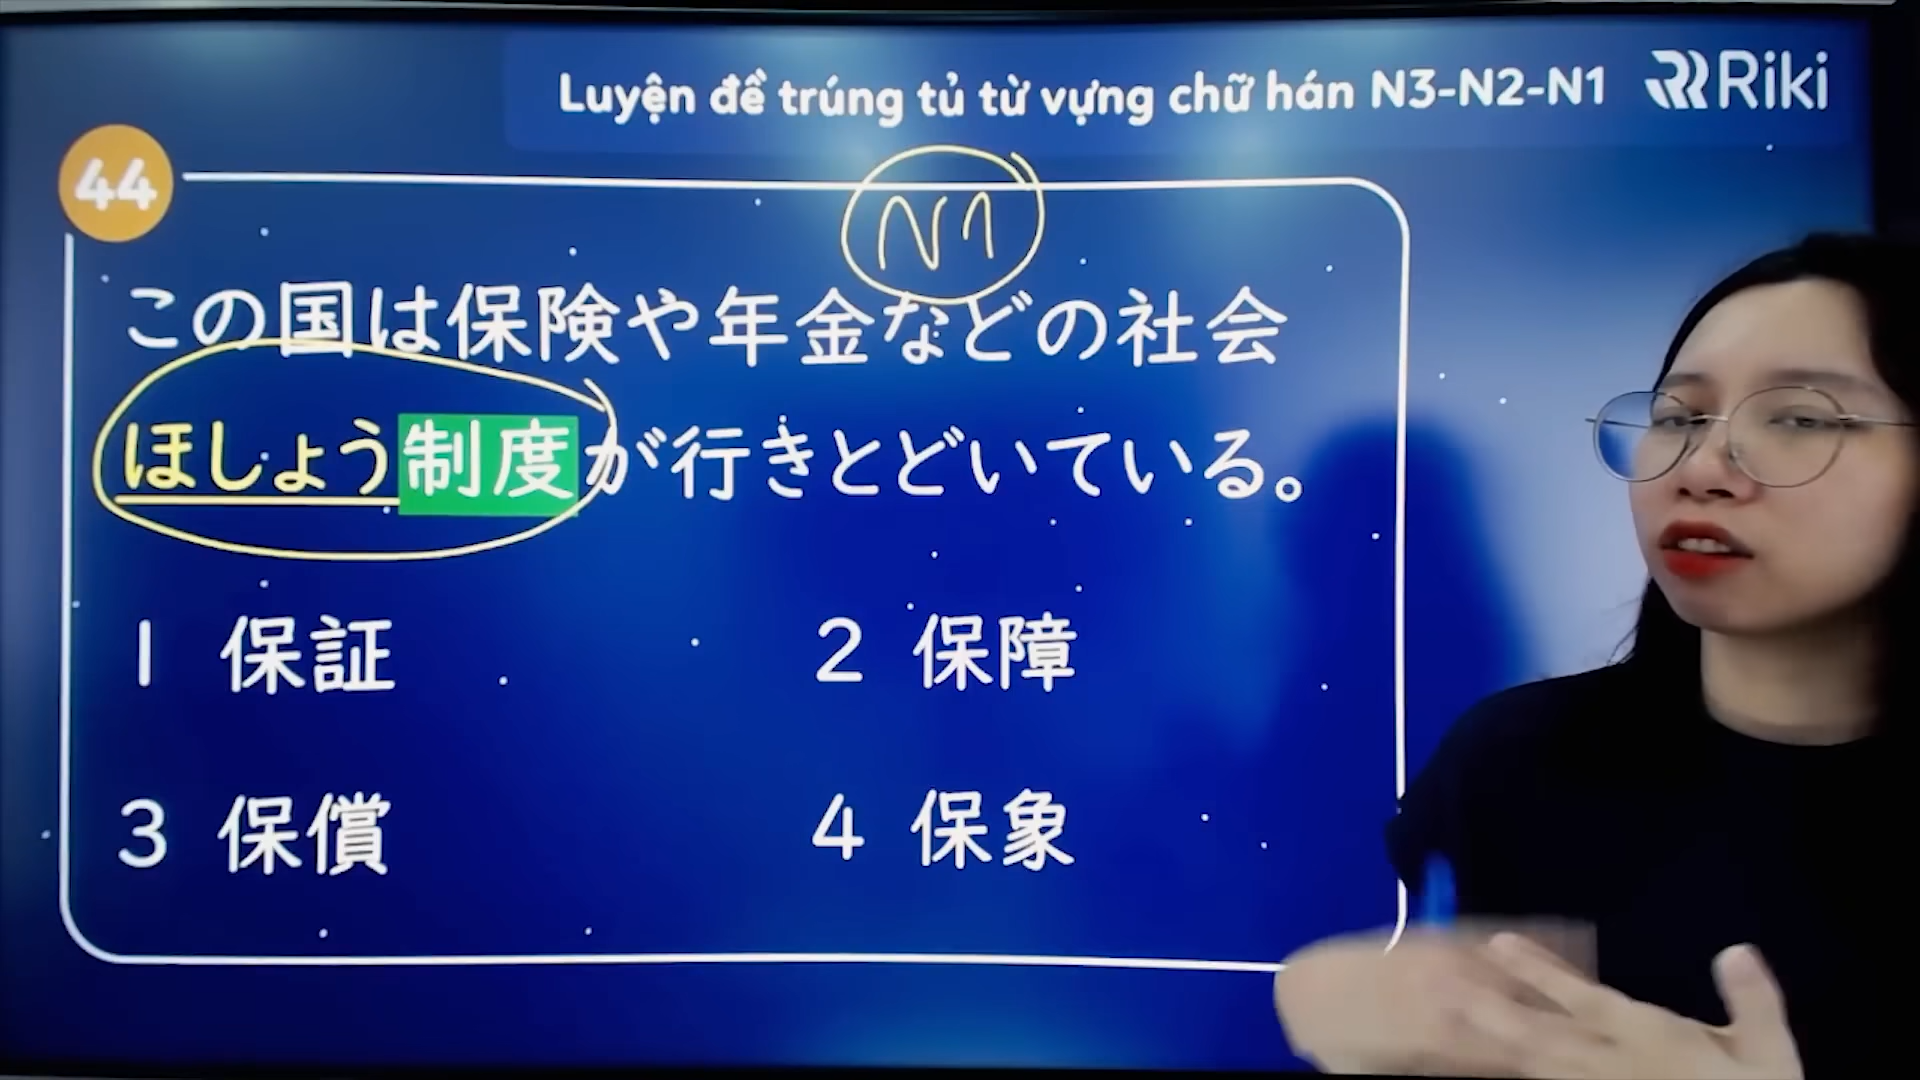 Luyện đề trúng tủ từ vựng chữ hán N3-N2-N1
Riki
44
N1
この国は保険や年金などの社会
ほしょう制度が行きとどいている。
1 保証
2 保障
3 保償
4 保象